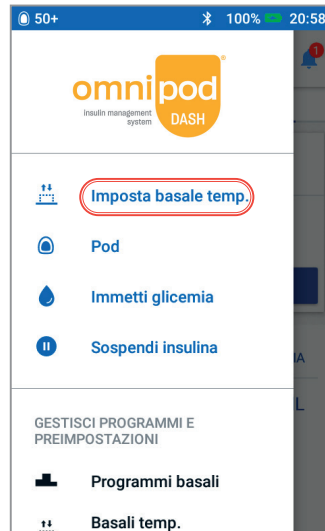 50+ 100% 20:58
omnipod
insulin management
system
DASH
Imposta basale temp.
Pod
Immetti glicemia
Sospendi insulina
IA
L
GESTISCI PROGRAMMI E
PREIMPOSTAZIONI
Programmi basali
Basali temp.